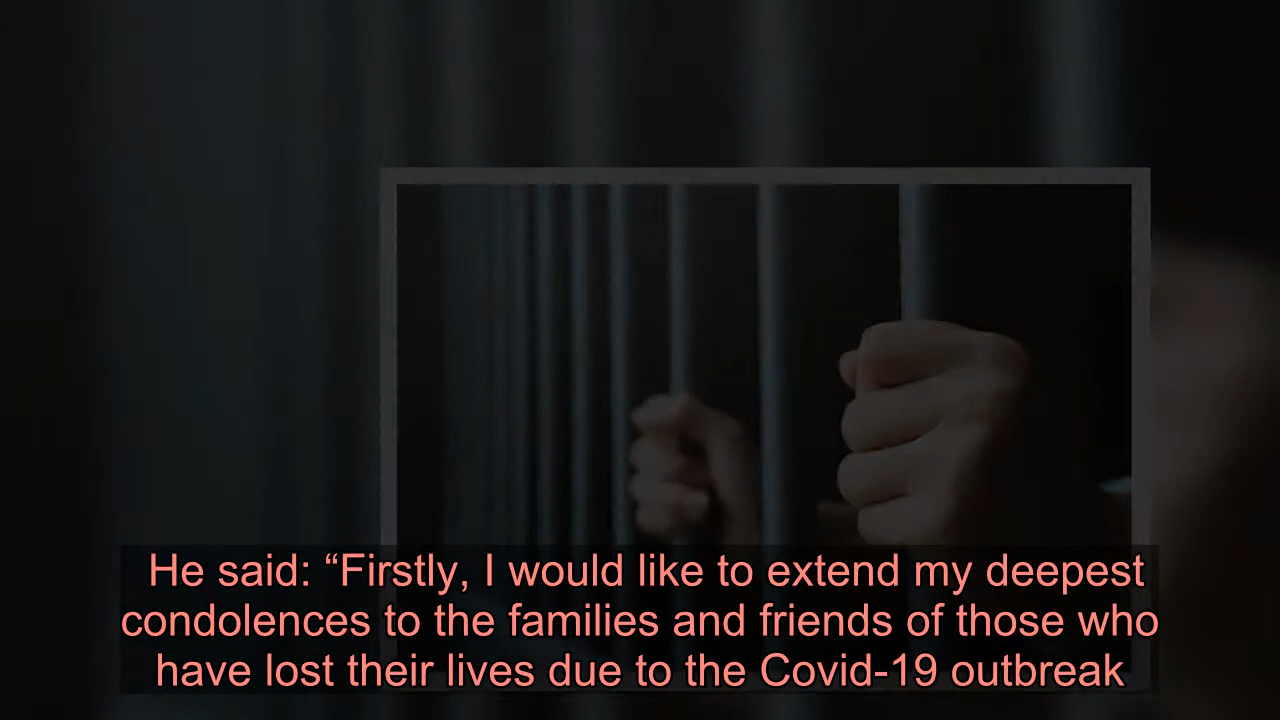 He said: “Firstly, I would like to extend my deepest
condolences to the families and friends of those who
have lost their lives due to the Covid-19 outbreak